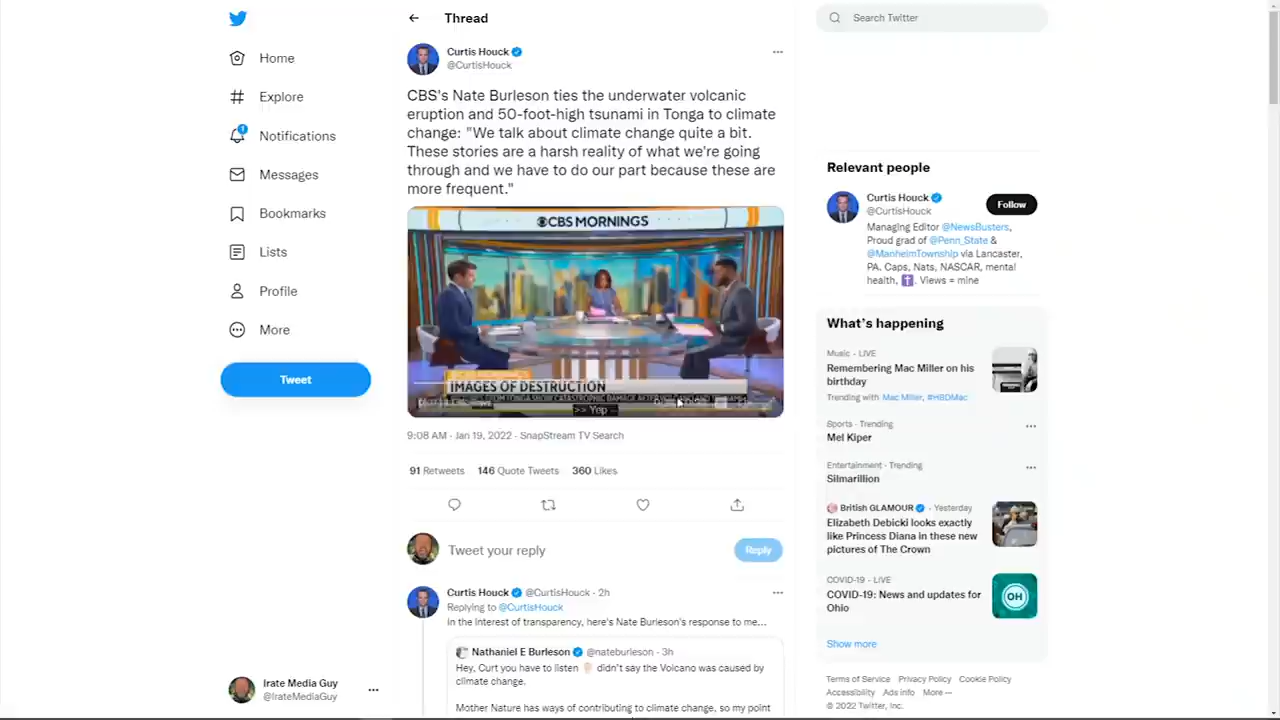 Thread
Search Twitter
Home
Explore
1
Notifications
Messages
Bookmarks
Lists
Profile
More
Tweet
Irate Media Guy
@IrateMediaGuy
Curtis Houck
@CurtisHouck
CBS's Nate Burleson ties the underwater volcanic
eruption and 50-foot-high tsunami in Tonga to climate
change: "We talk about climate change quite a bit.
These stories are a harsh reality of what we're going
through and we have to do our part because these are
more frequent."
CBS MORNINGS
IMAGES OF DESTRUCTION
>> Yep
9:08 AM · Jan 19, 2022 · SnapStream TV Search
91 Retweets 146 Quote Tweets 360 Likes
Tweet your reply
Reply
Curtis Houck @CurtisHouck · 2h
Replying to @CurtisHouck
In the interest of transparency, here's Nate Burleson's response to me...
Nathaniel E Burleson @nateburleson · 3h
Hey, Curt you have to listen didn't say the Volcano was caused by
climate change.
Mother Nature has ways of contributing to climate change, so my point
Relevant people
Curtis Houck
@CurtisHouck
Follow
Managing Editor @NewsBusters,
Proud grad of @Penn_State &
@ManheimTownship via Lancaster,
PA. Caps, Nats, NASCAR, mental
health, . Views = mine
What's happening
Music · LIVE
Remembering Mac Miller on his
birthday
Trending with Mac Miller, #HBDMac
Sports · Trending
Mel Kiper
Entertainment · Trending
Silmarillion
British GLAMOUR · Yesterday
Elizabeth Debicki looks exactly
like Princess Diana in these new
pictures of The Crown
COVID-19 · LIVE
COVID-19: News and updates for
Ohio
OH
Show more
Terms of Service Privacy Policy Cookie Policy
Accessibility Ads info More ···
© 2022 Twitter, Inc.